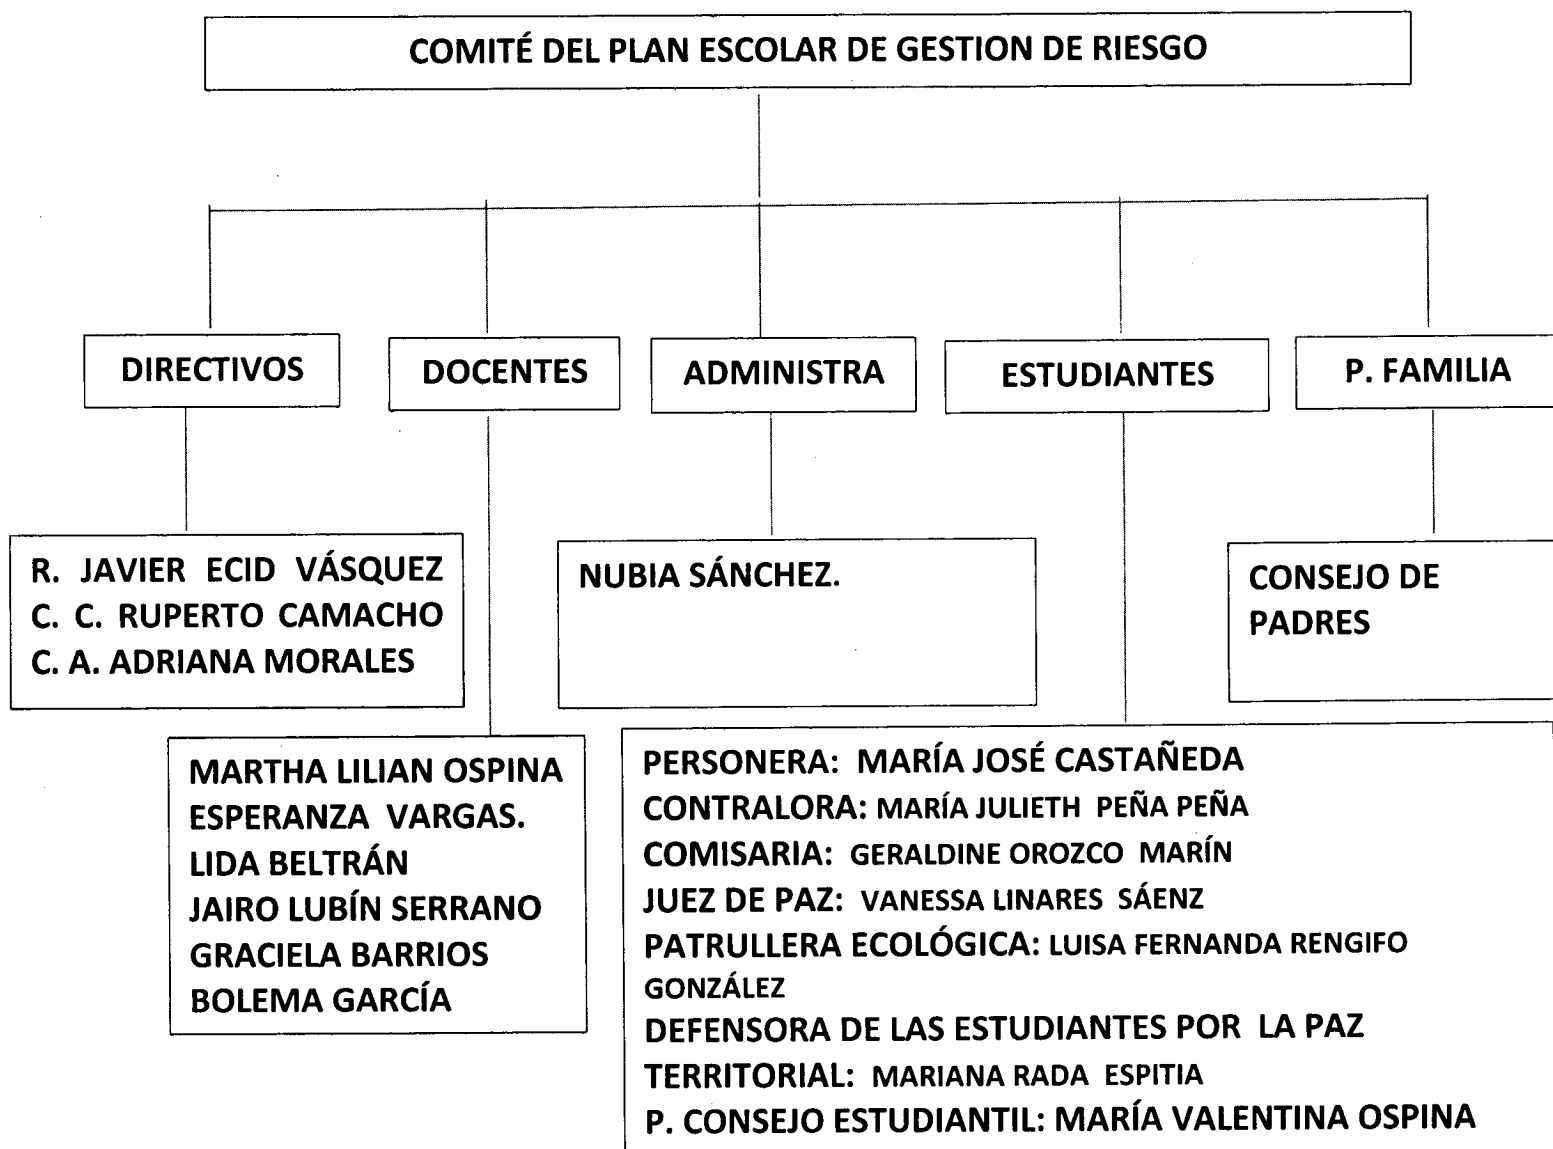 COMITÉ DEL PLAN ESCOLAR DE GESTION DE RIESGO
DIRECTIVOS
DOCENTES
ADMINISTRA
ESTUDIANTES
P. FAMILIA
R. JAVIER ECID VÁSQUEZ
C. C. RUPERTO CAMACHO
C. A. ADRIANA MORALES
NUBIA SÁNCHEZ.
CONSEJO DE
PADRES
MARTHA LILIAN OSPINA
ESPERANZA VARGAS.
LIDA BELTRÁN
JAIRO LUBÍN SERRANO
GRACIELA BARRIOS
BOLEMA GARCÍA
PERSONERA: MARÍA JOSÉ CASTAÑEDA
CONTRALORA: MARÍA JULIETH PEÑA PEÑA
COMISARIA: GERALDINE OROZCO MARÍN
JUEZ DE PAZ: VANESSA LINARES SÁENZ
PATRULLERA ECOLÓGICA: LUISA FERNANDA RENGIFO
GONZÁLEZ
DEFENSORA DE LAS ESTUDIANTES POR LA PAZ
TERRITORIAL: MARIANA RADA ESPITIA
P. CONSEJO ESTUDIANTIL: MARÍA VALENTINA OSPINA